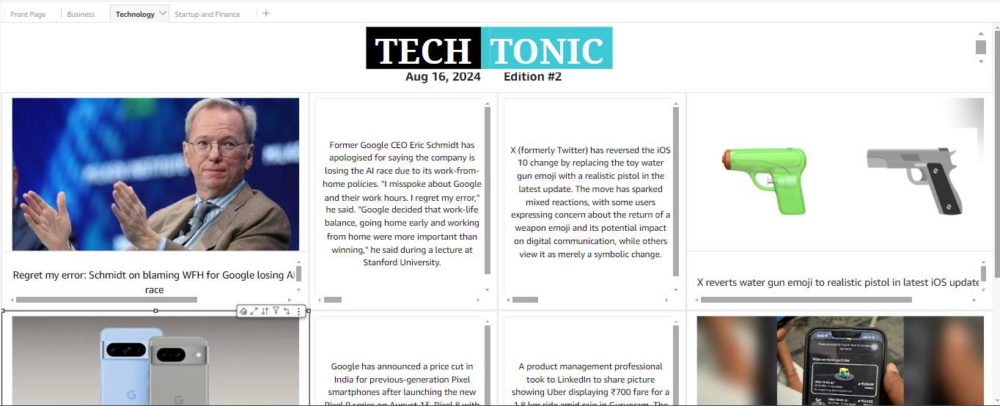 Front Page
Business
Technology
Startup and FInance
TECH TONIC
Aug 16, 2024 Edition #2
Former Google CEO Eric Schmidt has
apologised for saying the company is
losing the AI race due to its work-from-
home policies. "I misspoke about Google
and their work hours. I regret my error,"
he said. "Google decided that work-life
balance, going home early and working
from home were more important than
winning," he said during a lecture at
Stanford University.
X (formerly Twitter) has reversed the iOS
10 change by replacing the toy water
gun emoji with a realistic pistol in the
latest update. The move has sparked
mixed reactions, with some users
expressing concern about the return of a
weapon emoji and its potential impact
on digital communication, while others
view it as merely a symbolic change.
Regret my error: Schmidt on blaming WFH for Google losing AI
race
X reverts water gun emoji to realistic pistol in latest iOS update
Google has announced a price cut in
India for previous-generation Pixel
smartphones after launching the new
Pixel 9 series on August 13. Pixel 8 with
A product management professional
took to LinkedIn to share picture
showing Uber displaying ₹700 fare for a
1.8 km ride amid rain in Gurugram. The
Rides we think you'll like
Uber Auto